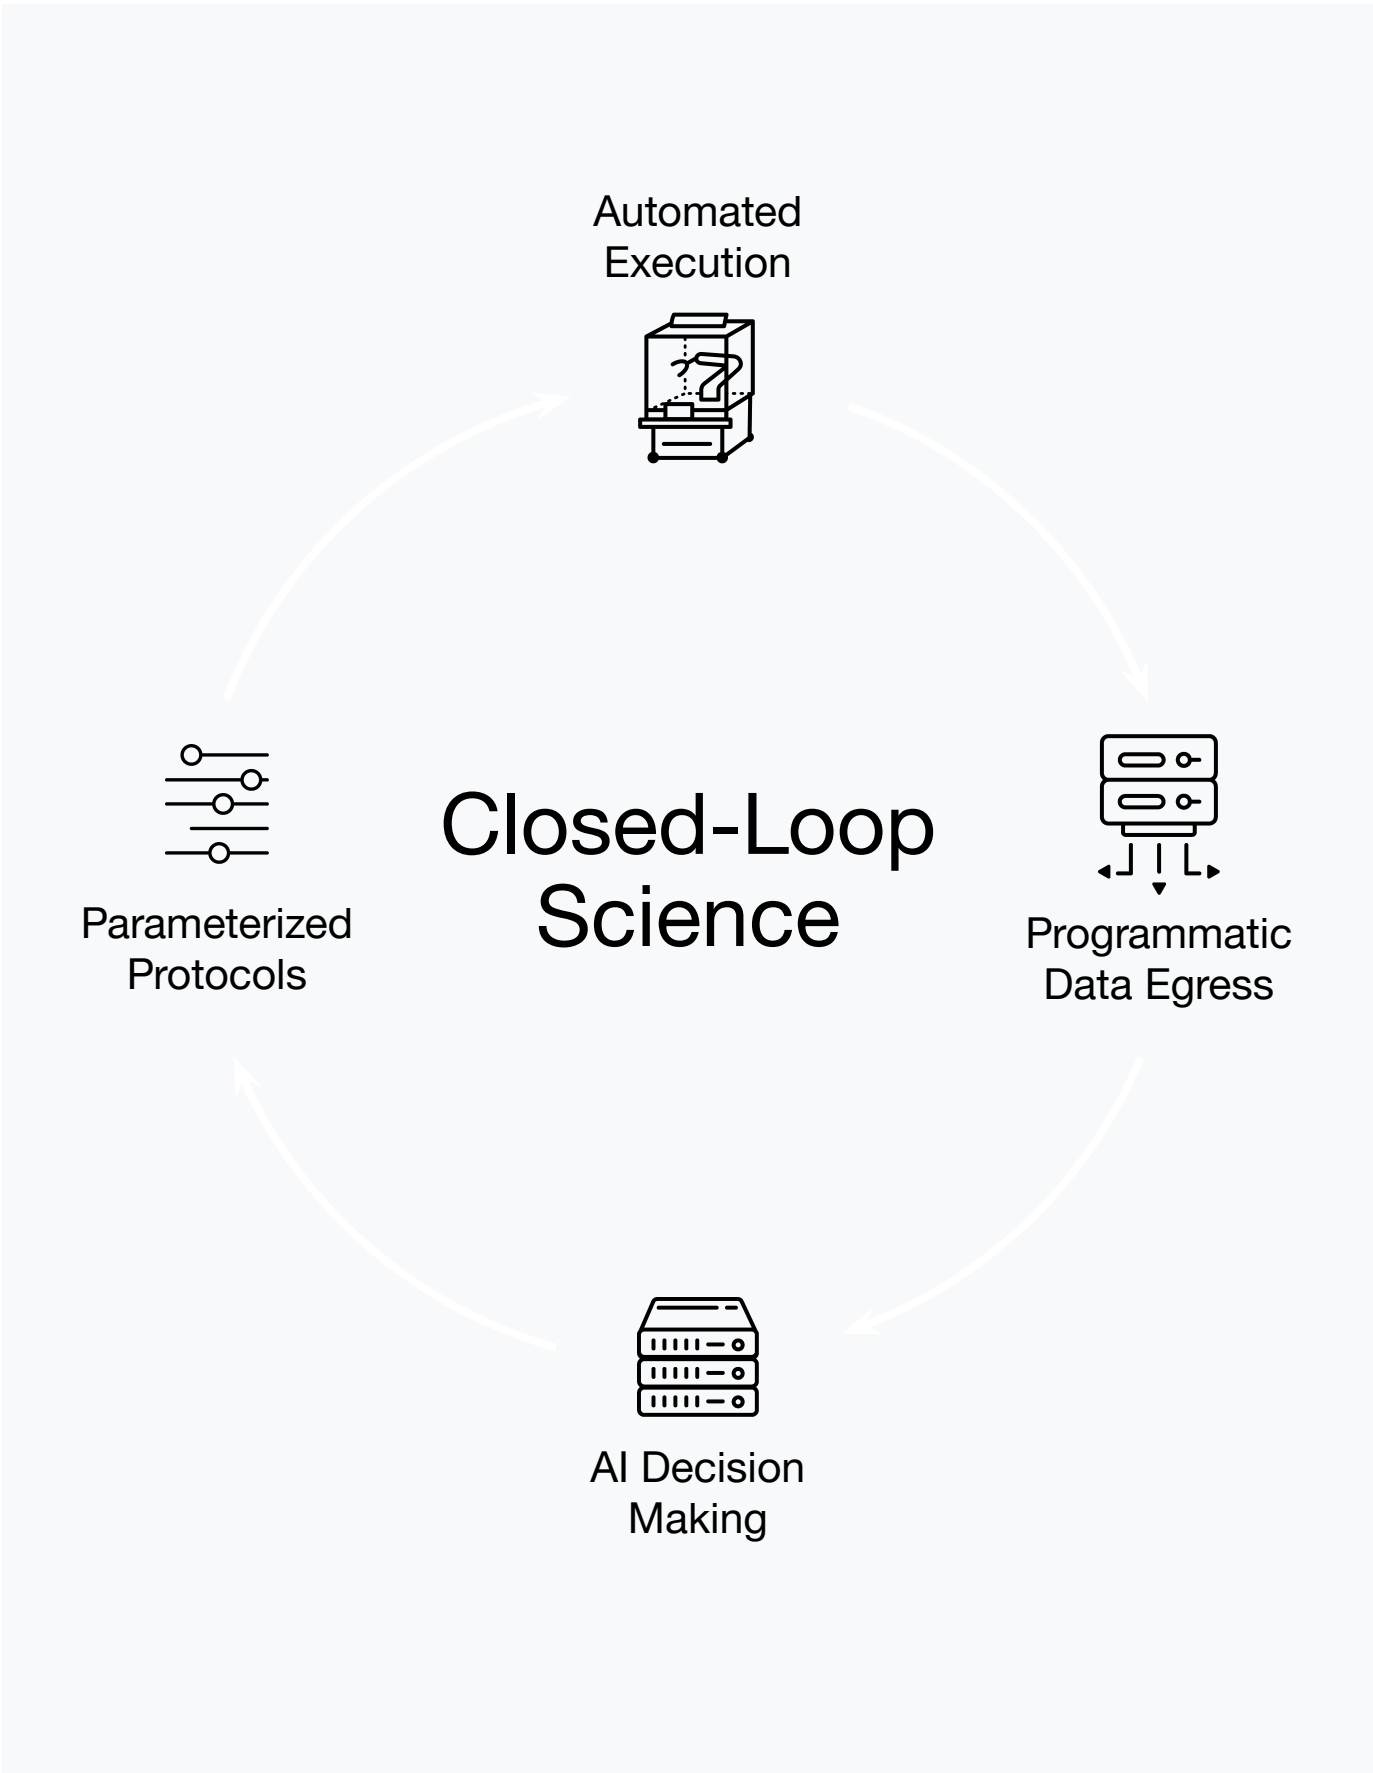 Automated
Execution
Closed-Loop
Science
Parameterized
Protocols
Programmatic
Data Egress
AI Decision
Making